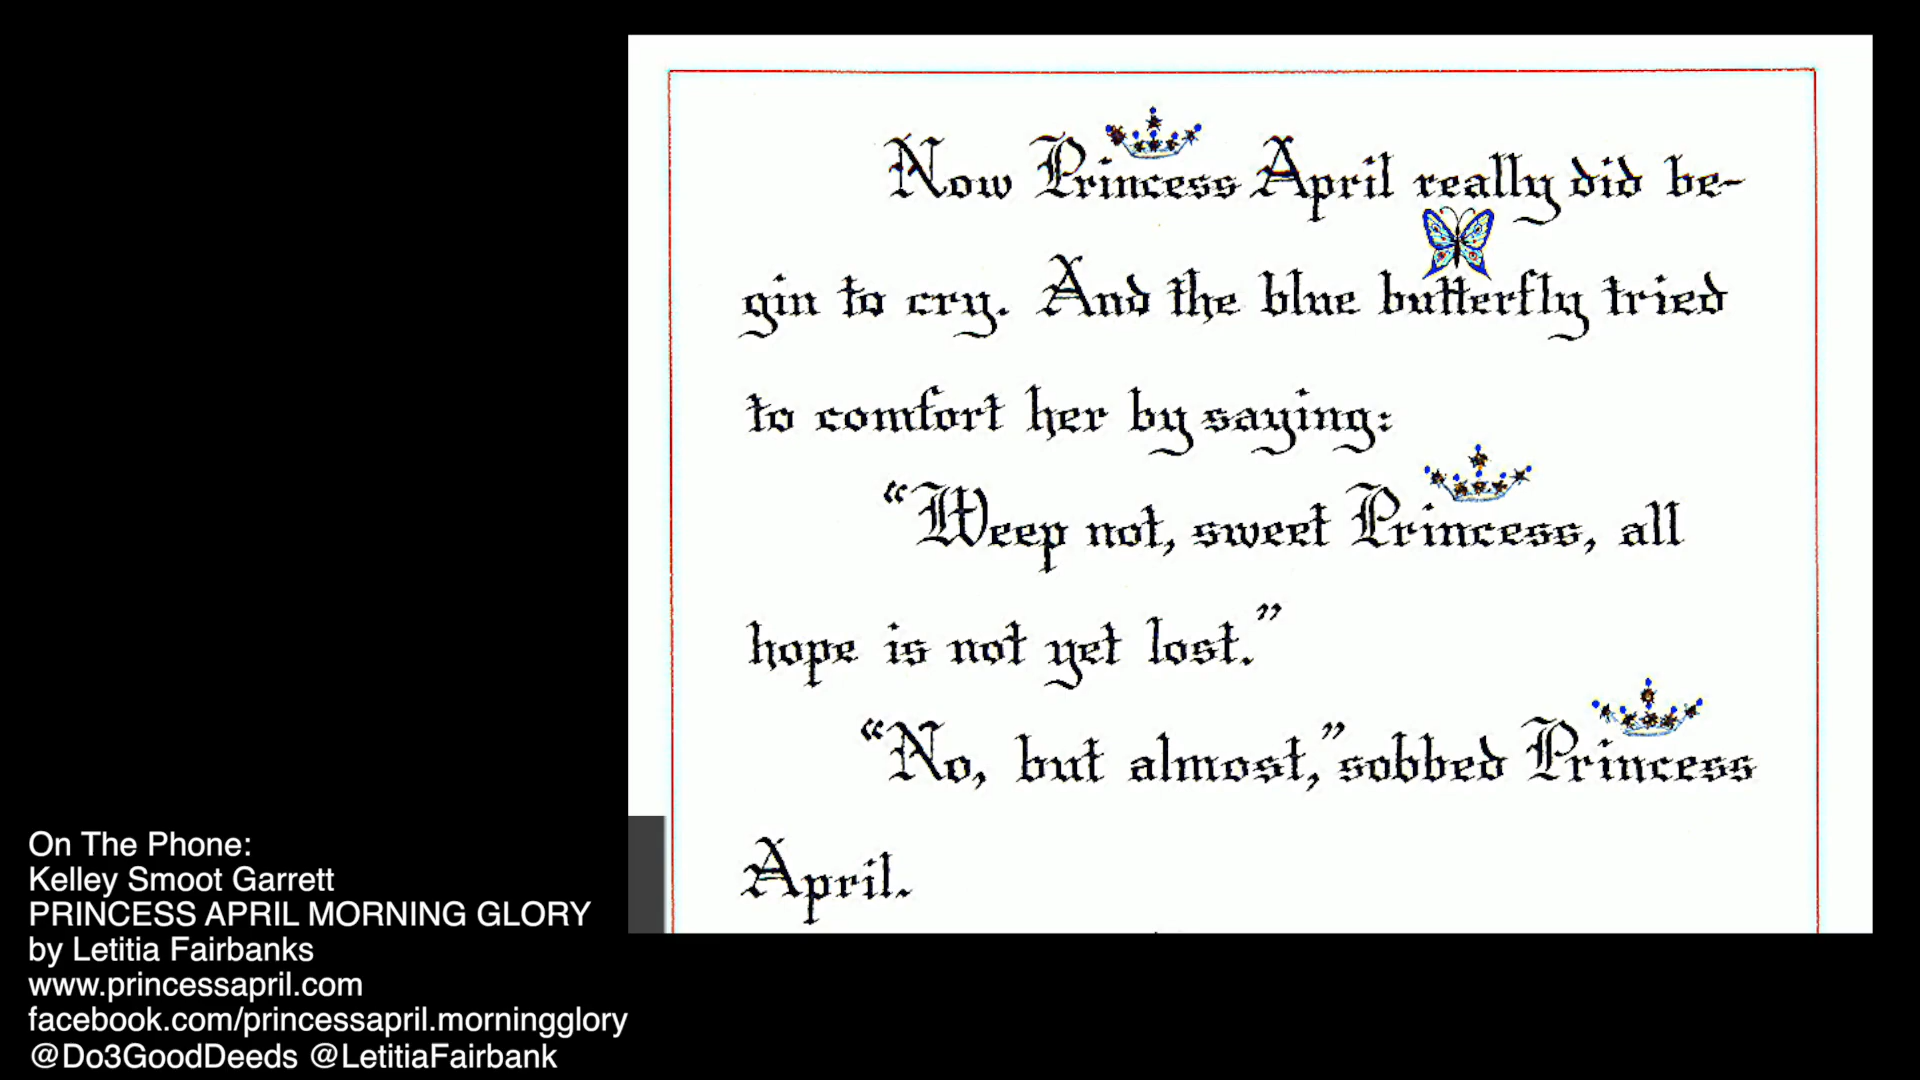 Now Princess April really did be-
gin to cry. And the blue butterfly tried
to comfort her by saying:
“Weep not, sweet Princess, all
hope is not yet lost.”
“No, but almost,” sobbed Princess
April.
On The Phone:
Kelley Smoot Garrett
PRINCESS APRIL MORNING GLORY
by Letitia Fairbanks
www.princessapril.com
facebook.com/princessapril.morningglory
@Do3GoodDeeds @LetitiaFairbank